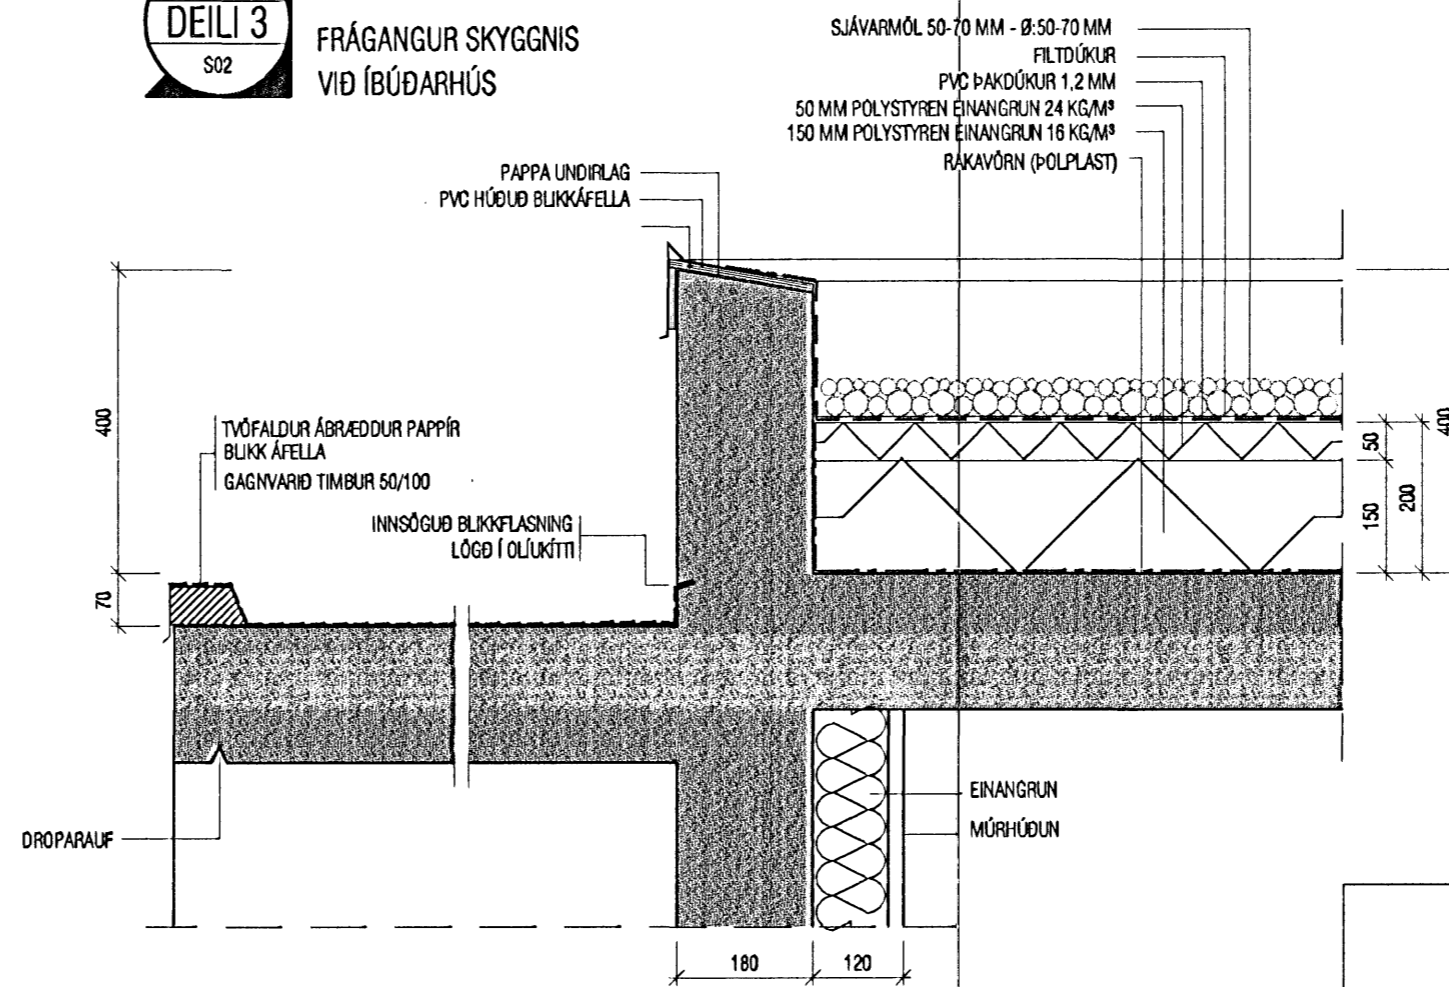 DEILI 3
S02
FRÁGANGUR SKYGGNIS
VIÐ ÍBÚÐARHÚS
SJÁVARMÖL 50-70 MM - Ø:50-70 MM
FILTDÚKUR
PVC ÞAKDÚKUR 1,2 MM
50 MM POLYSTYREN EINANGRUN 24 KG/M³
150 MM POLYSTYREN EINANGRUN 16 KG/M³
RAKAVÖRN (ÞOLPLAST)
PAPPA UNDIRLAG
PVC HÚÐUÐ BLIKKÁFELLA
TVÖFALDUR ÁBRÆDDUR PAPPÍR
BLIKK ÁFELLA
GAGNVARIÐ TIMBUR 50/100
INNSÖGUÐ BLIKKFLASNING
LÖGÐ Í OLÍUKÍTTI
400
70
50
150
200
400
EINANGRUN
MÚRHÚÐUN
DROPARAUF
180
120